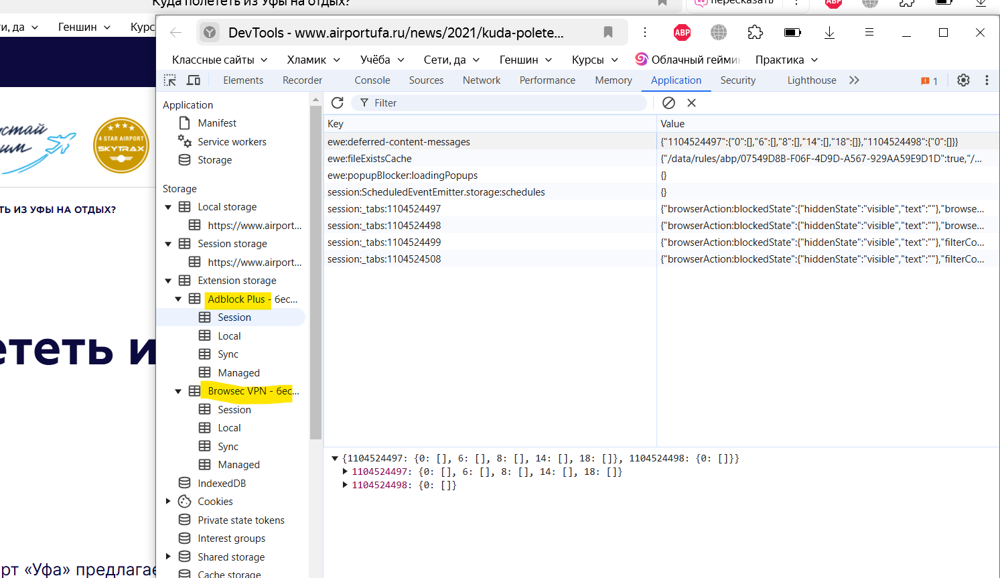 Куда полететь из Уфы на отдых?
пересказать
ABP
и, да
Геншин
Курс
DevTools - www.airportufa.ru/news/2021/kuda-polete...
ABP
Классные сайты
Хламик
Учёба
Сети, да
Геншин
Курсы
Облачный геймин
Практика
Elements
Recorder
Console
Sources
Network
Performance
Memory
Application
Security
Lighthouse
1
Application
Manifest
Service workers
Storage
Storage
Local storage
https://www.airport...
Session storage
https://www.airport...
Extension storage
Adblock Plus - бес...
Session
Local
Sync
Managed
Browsec VPN - бес...
Session
Local
Sync
Managed
IndexedDB
Cookies
Private state tokens
Interest groups
Shared storage
Cache storage
Filter
Key Value
ewe:deferred-content-messages {"1104524497":{"0":[],"6":[],"8":[],"14":[],"18":[]},"1104524498":{"0":[]}}
ewe:fileExistsCache {"/data/rules/abp/07549D8B-F06F-4D9D-A567-929AA59E9D1D":true,"/...
ewe:popupBlocker:loadingPopups {}
session:ScheduledEventEmitter.storage:schedules {}
session:_tabs:1104524497 {"browserAction:blockedState":{"hiddenState":"visible","text":""},"browse...
session:_tabs:1104524498 {"browserAction:blockedState":{"hiddenState":"visible","text":""},"browse...
session:_tabs:1104524499 {"browserAction:blockedState":{"hiddenState":"visible","text":""},"filterCo...
session:_tabs:1104524508 {"browserAction:blockedState":{"hiddenState":"visible","text":""},"filterCo...
{1104524497: {0: [], 6: [], 8: [], 14: [], 18: []}, 1104524498: {0: []}}
1104524497: {0: [], 6: [], 8: [], 14: [], 18: []}
1104524498: {0: []}
4 STAR AIRPORT
SKYTRAX
ТЬ ИЗ УФЫ НА ОТДЫХ?
ететь и
рт «Уфа» предлагае